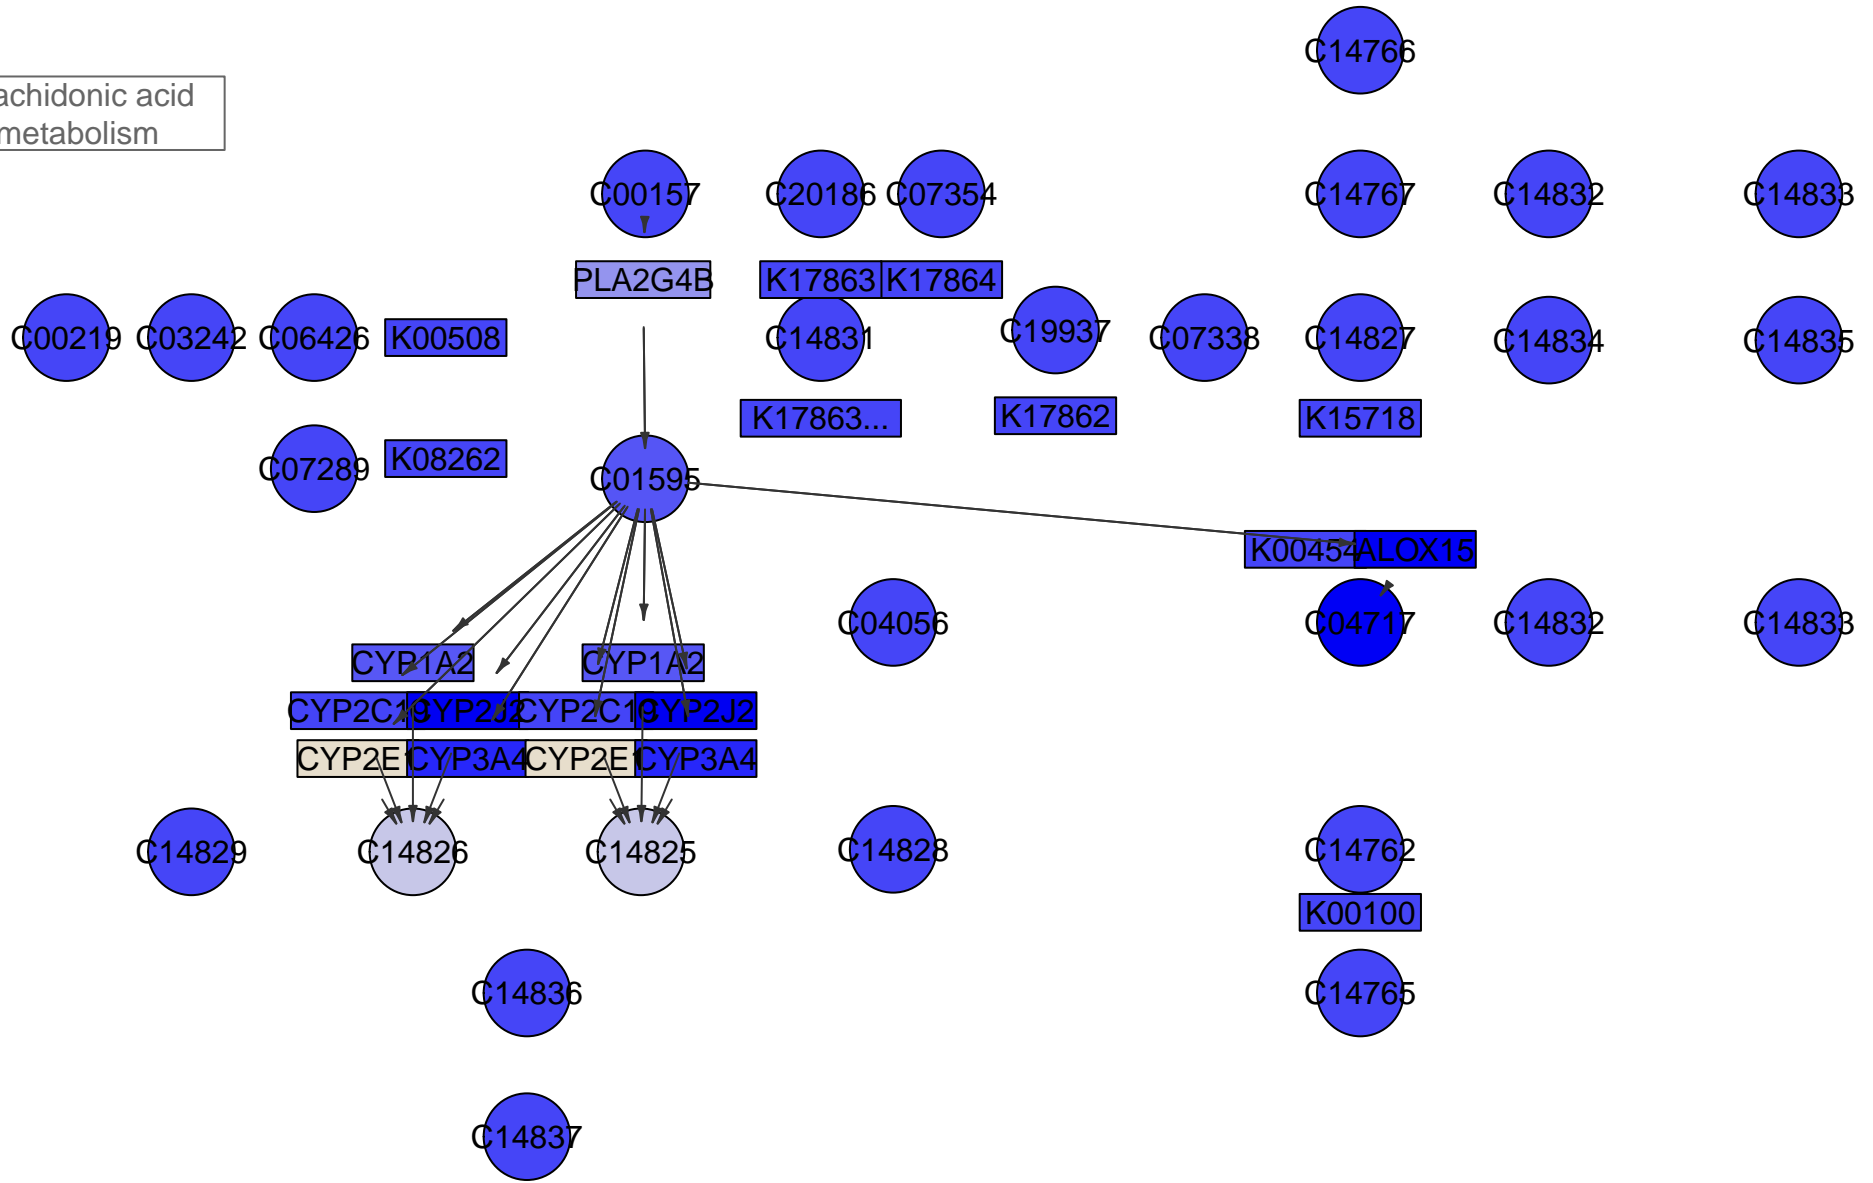 C14766
achidonic acid
metabolism
C00157
C20186
C07354
C14767
C14832
C14833
PLA2G4B
K17863
K17864
C00219
C03242
C06426
K00508
C14831
C19937
C07338
C14827
C14834
C14835
K17863...
K17862
K15718
C07289
K08262
C01595
K00454
ALOX15
C04056
C04717
C14832
C14833
CYP1A2
CYP1A2
CYP2C19
CYP2J2
CYP2C19
CYP2J2
CYP2E1
CYP3A4
CYP2E1
CYP3A4
C14829
C14826
C14825
C14828
C14762
K00100
C14836
C14765
C14837